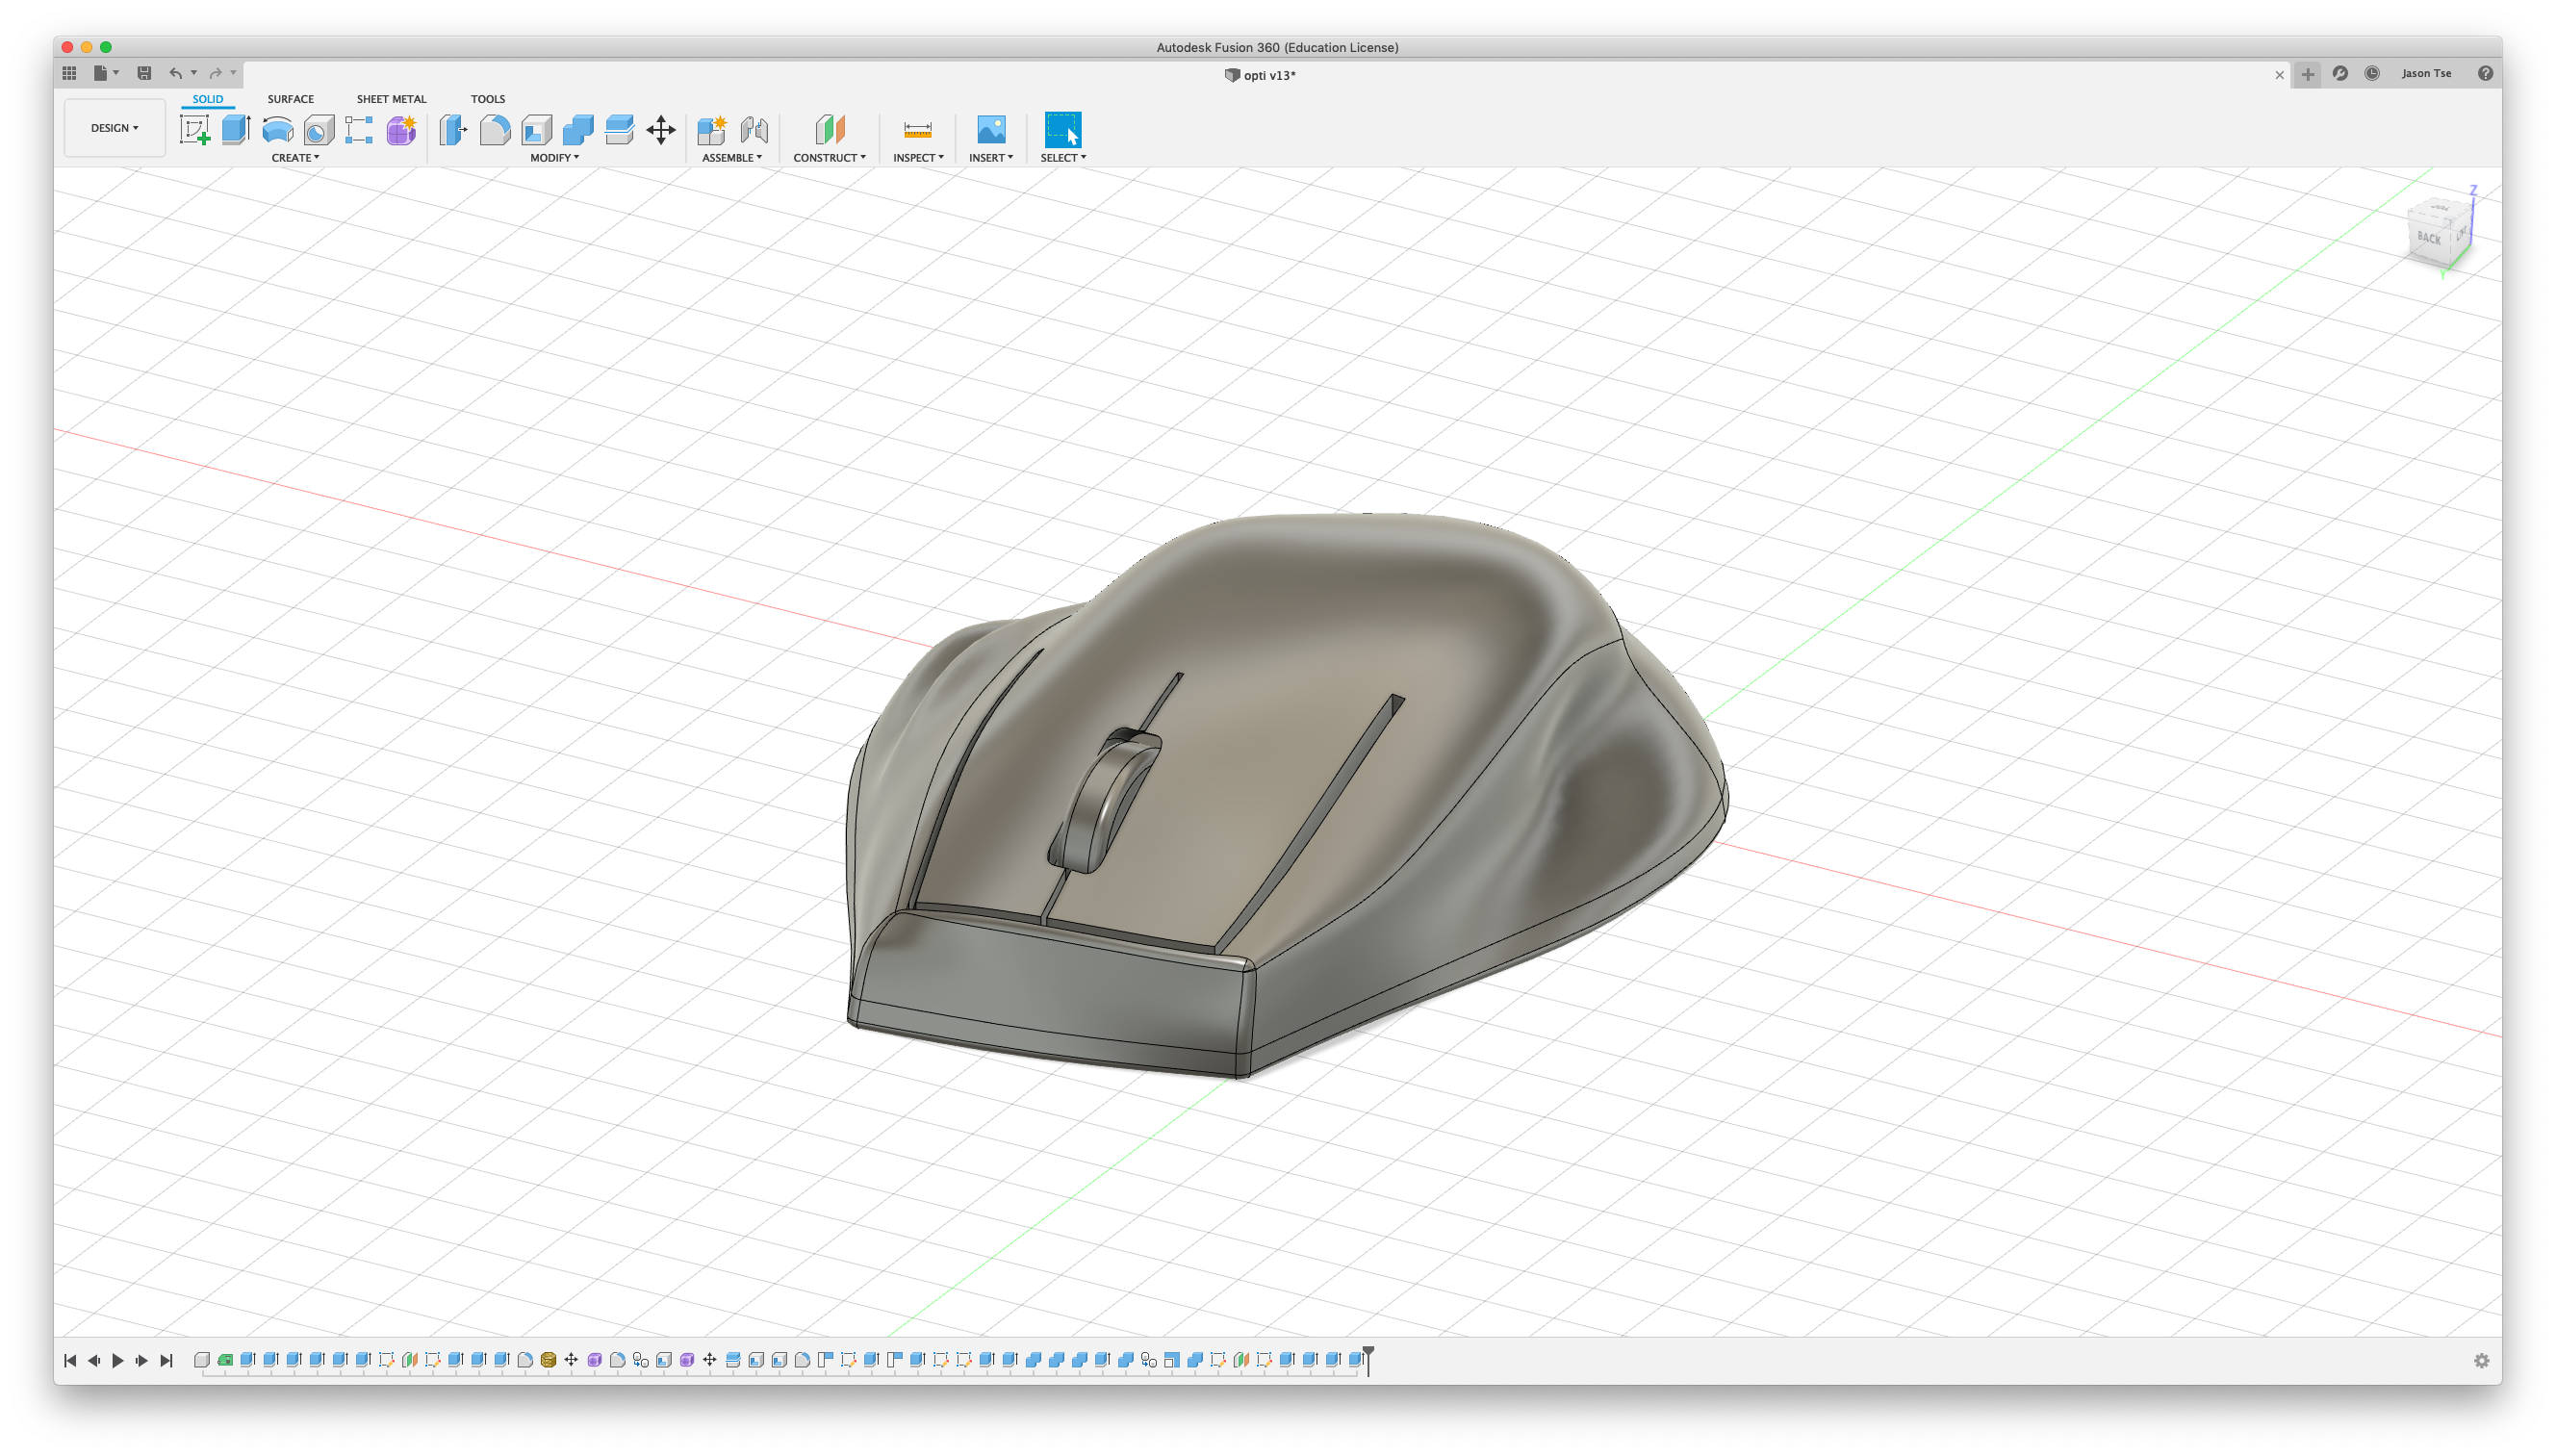 Autodesk Fusion 360 (Education License)
opti v13*
Jason Tse
SOLID SURFACE SHEET METAL TOOLS
DESIGN
CREATE MODIFY ASSEMBLE CONSTRUCT INSPECT INSERT SELECT
Z
BACK
Y